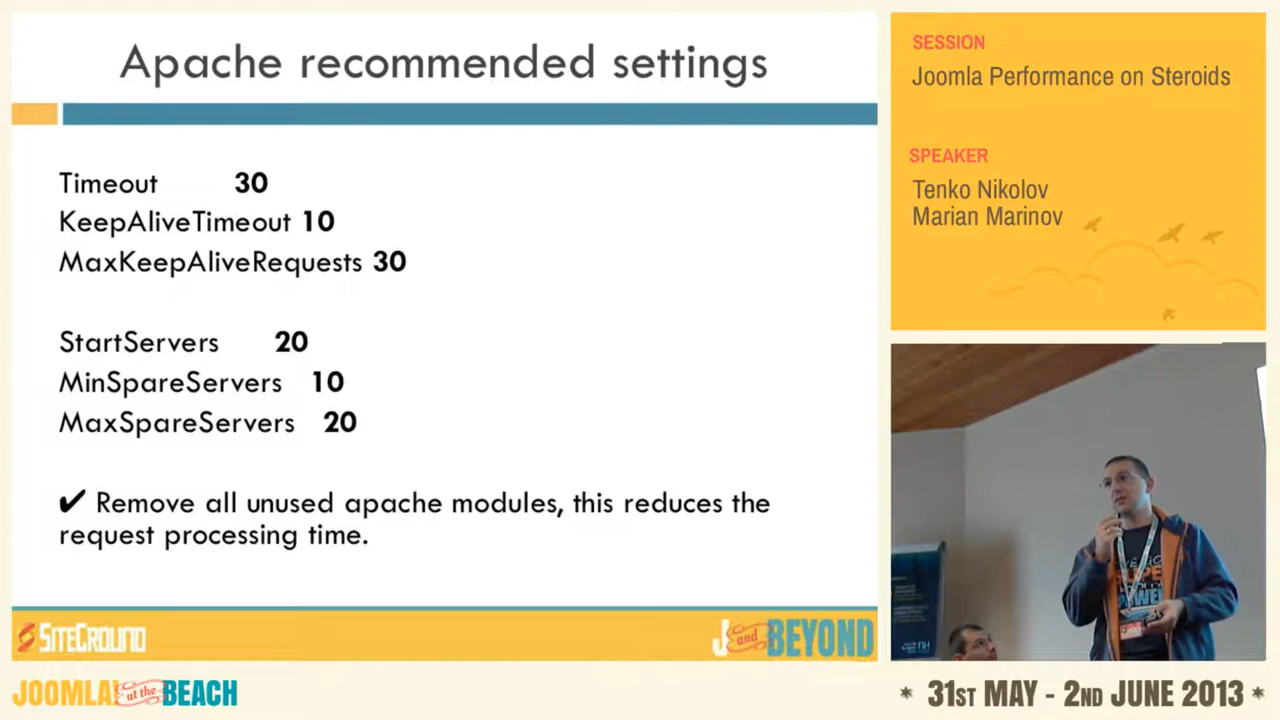 Apache recommended settings
Timeout 30
KeepAliveTimeout 10
MaxKeepAliveRequests 30
StartServers 20
MinSpareServers 10
MaxSpareServers 20
✔ Remove all unused apache modules, this reduces the
request processing time.
SITEGROUND
J and BEYOND
SESSION
Joomla Performance on Steroids
SPEAKER
Tenko Nikolov
Marian Marinov
JOOMLA! at the BEACH
* 31ST MAY - 2ND JUNE 2013 *